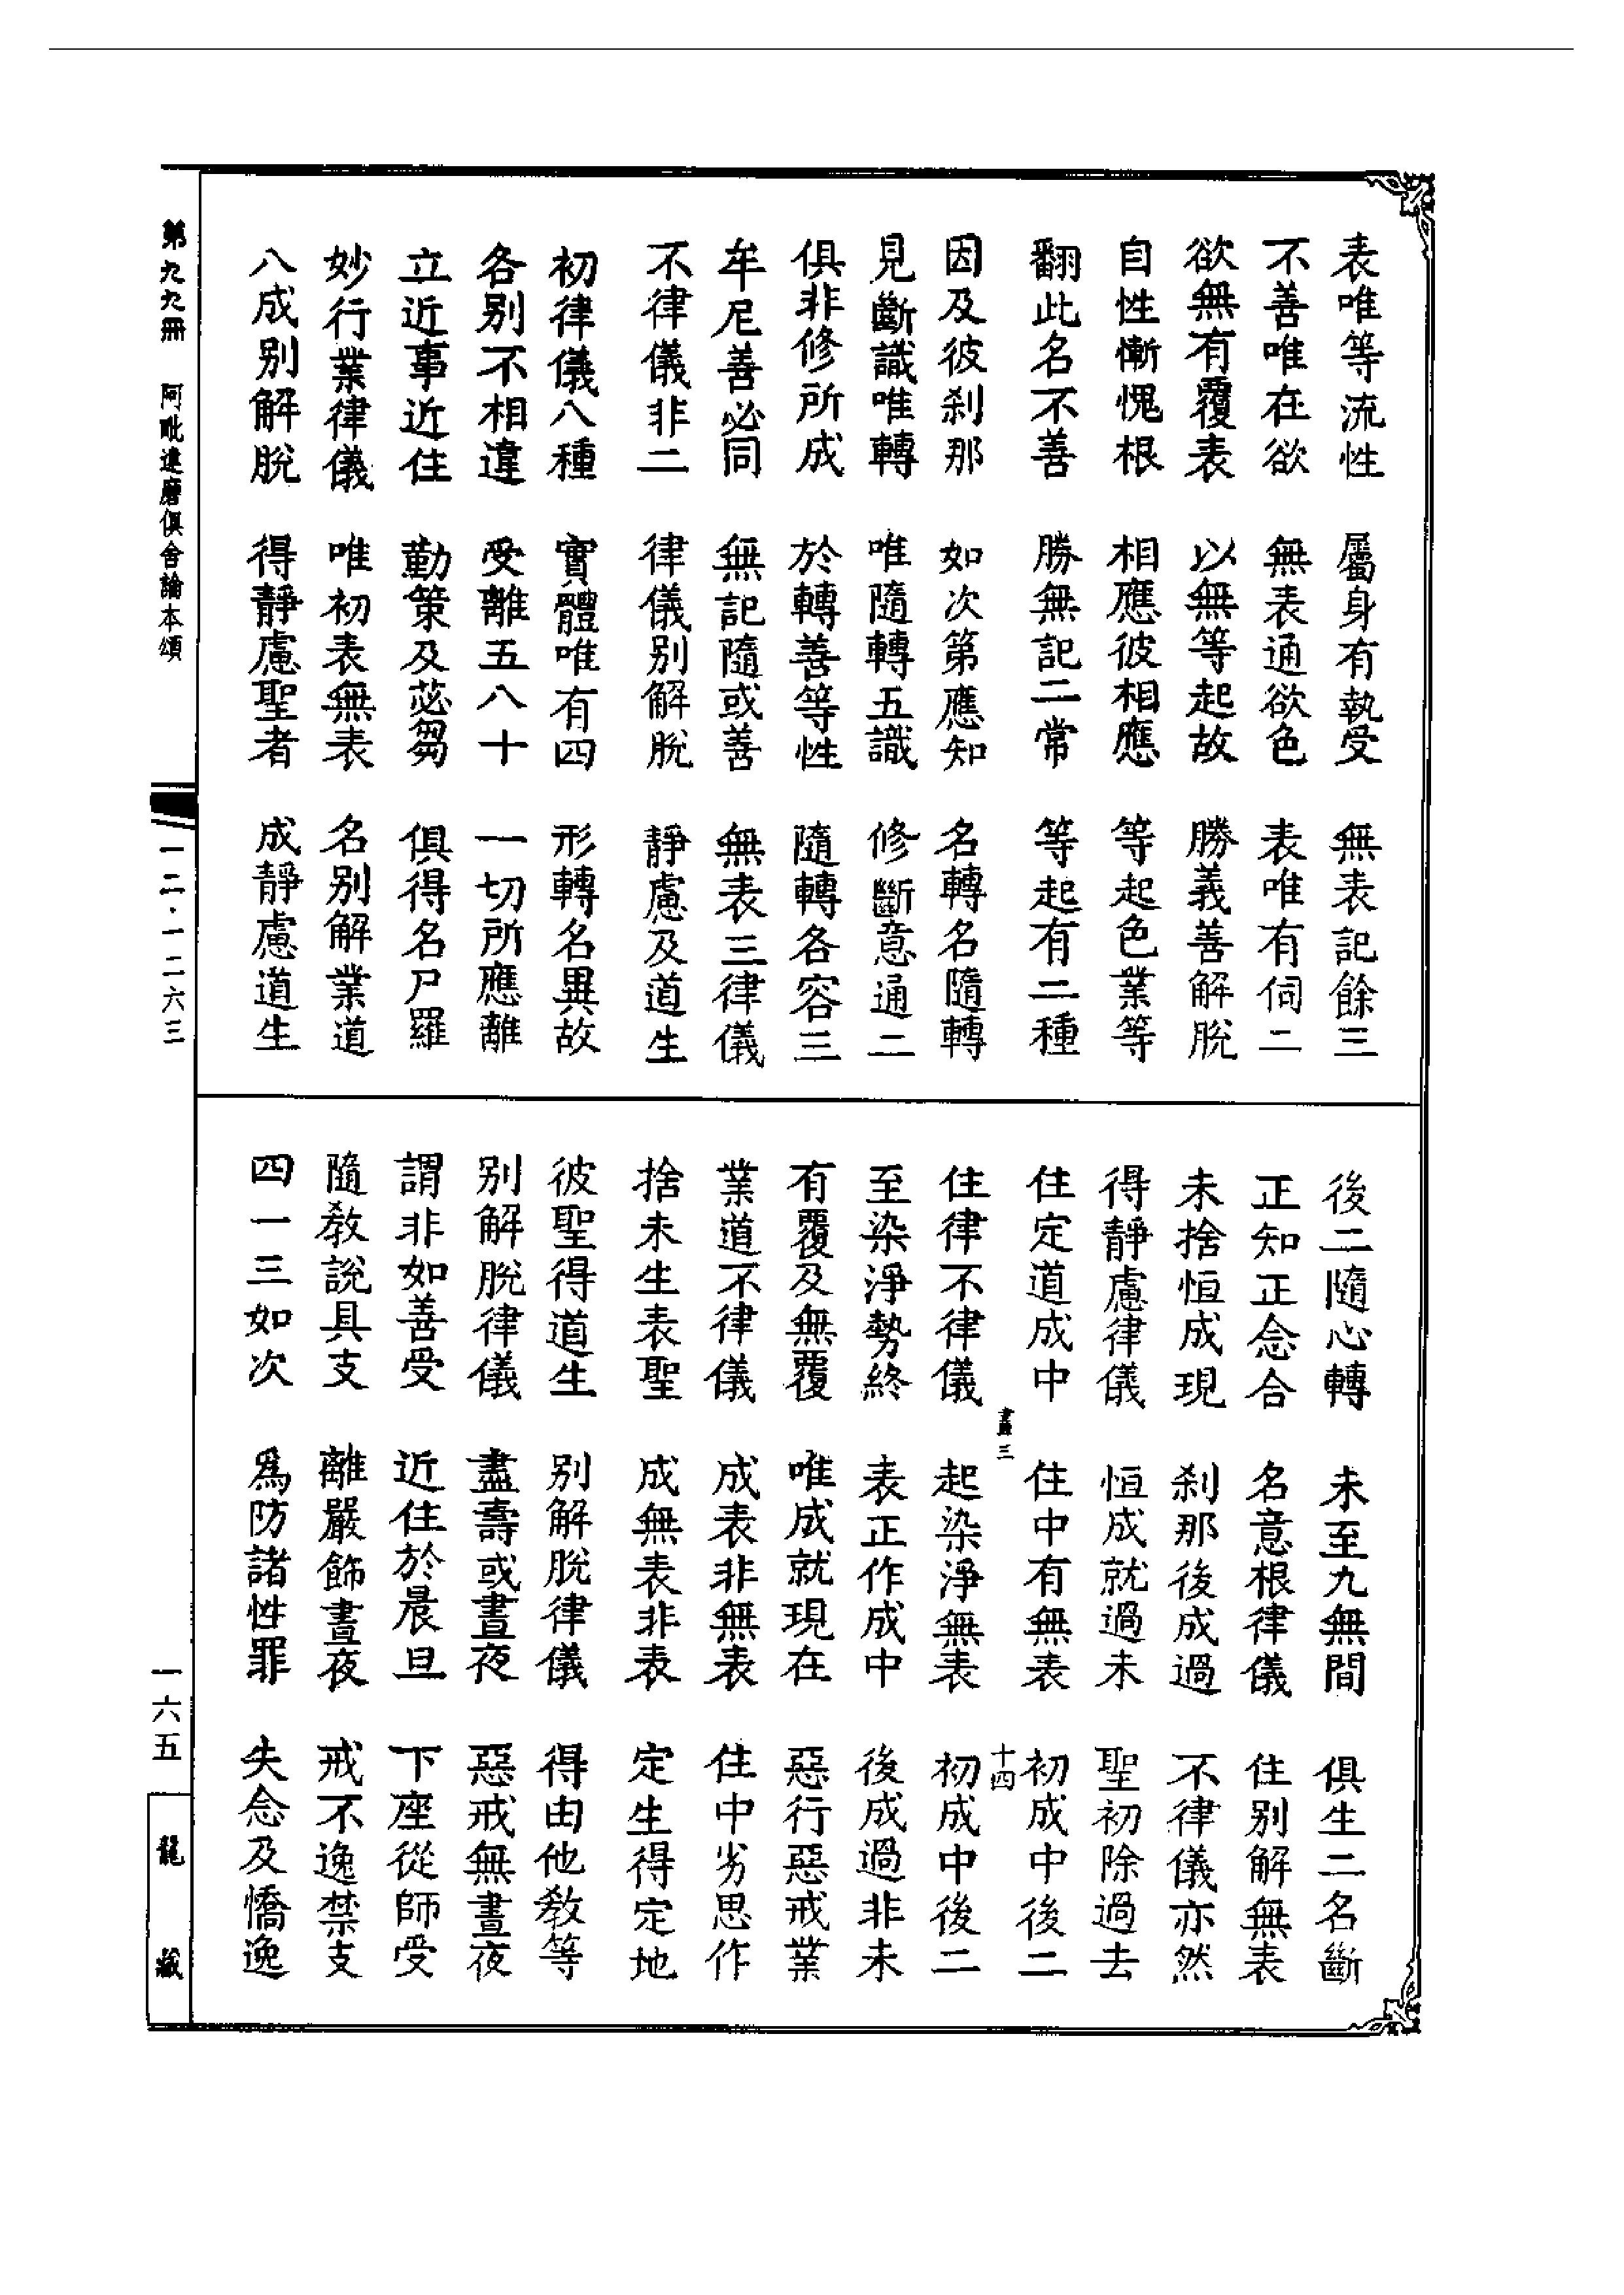 表唯等流性　屬身有執受　無表記餘三
不善唯在欲　無表通欲色　表唯有伺二
欲無有覆表　以無等起故　勝義善解脫
自性慚愧根　相應彼相應　等起色業等
翻此名不善　勝無記二常　等起有二種
因及彼剎那　如次第應知　名轉名隨轉
見斷識唯轉　唯隨轉五識　修斷意通二
俱非修所成　於轉善等性　隨轉各容三
牟尼善必同　無記隨或善　無表三律儀
不律儀非二　律儀別解脫　靜慮及道生
初律儀八種　實體唯有四　形轉名異故
各別不相違　受離五八十　一切所應離
立近事近住　勤策及苾芻　俱得名尸羅
妙行業律儀　唯初表無表　名別解業道
八成別解脫　得靜慮聖者　成靜慮道生
後二隨心轉　未至九無間　俱生二名斷
正知正念合　名意根律儀　住別解無表
未捨恒成現　剎那後成過　不律儀亦然
得靜慮律儀　恒成就過未　聖初除過去
住定道成中　住中有無表　初成中後二
三　十四
住律不律儀　起染淨無表　初成中後二
至染淨勢終　表正作成中　後成過非未
有覆及無覆　唯成就現在　惡行惡戒業
業道不律儀　成表非無表　住中劣思作
捨未生表聖　成無表非表　定生得定地
彼聖得道生　別解脫律儀　得由他教等
別解脫律儀　盡壽或晝夜　惡戒無晝夜
謂非如善受　近住於晨旦　下座從師受
隨教說具支　離嚴飾晝夜　戒不逸禁支
四一三如次　為防諸性罪　失念及憍逸
第九九冊　阿毗達磨俱舍論本頌
一二·一二六三
一六五
龍藏